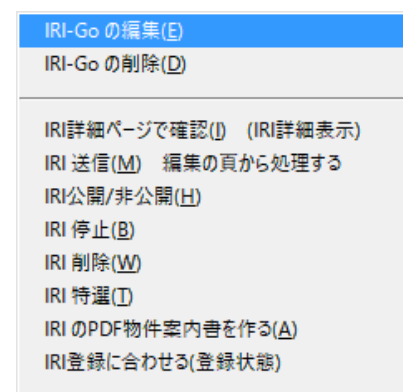 IRI-Go の編集(E)
IRI-Go の削除(D)
IRI詳細ページで確認(I)　(IRI詳細表示)
IRI 送信(M)　編集の頁から処理する
IRI公開/非公開(H)
IRI 停止(B)
IRI 削除(W)
IRI 特選(T)
IRI のPDF物件案内書を作る(A)
IRI登録に合わせる(登録状態)